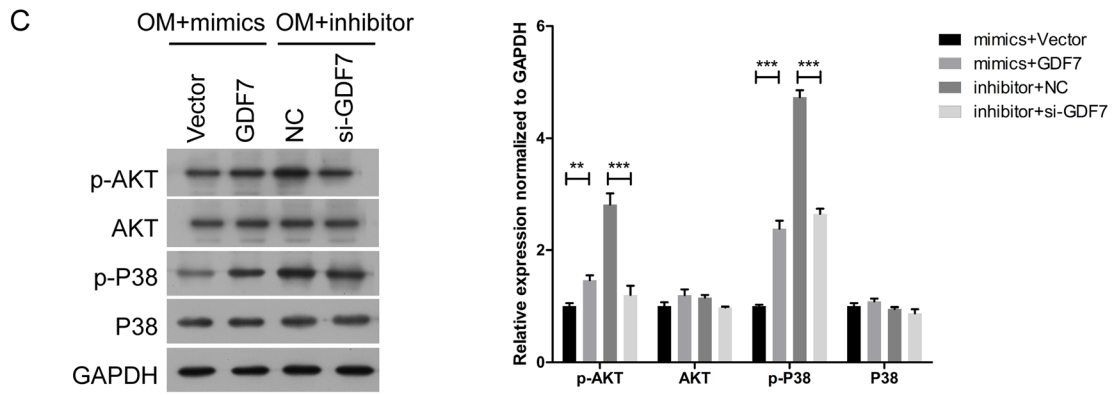 C
OM+mimics OM+inhibitor
Vector GDF7 NC si-GDF7
p-AKT
AKT
p-P38
P38
GAPDH
Relative expression normalized to GAPDH
6
4
2
1
0
** *** *** ***
p-AKT AKT p-P38 P38
mimics+Vector
mimics+GDF7
inhibitor+NC
inhibitor+si-GDF7